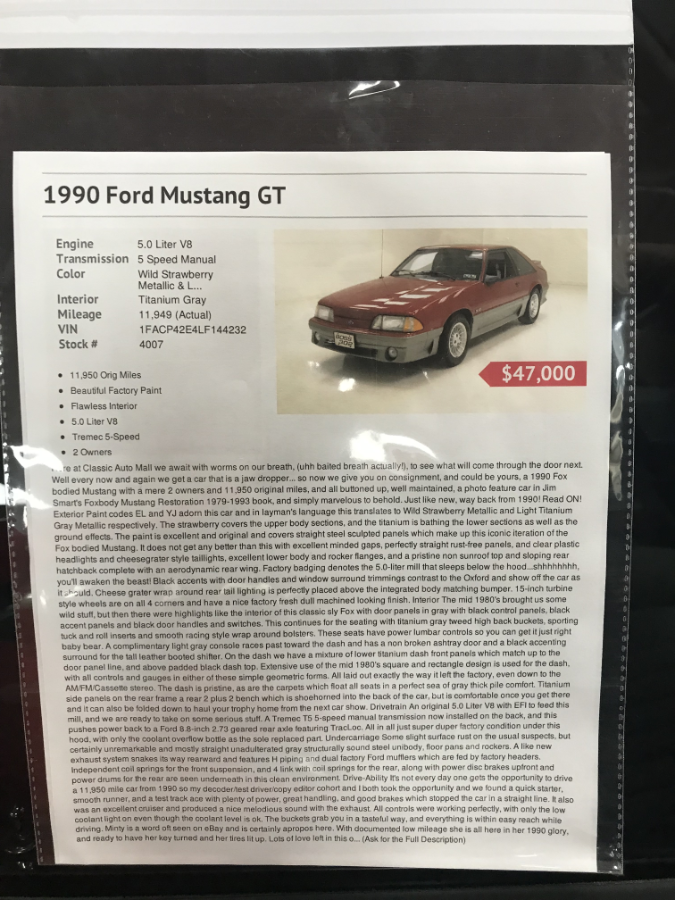 1990 Ford Mustang GT
Engine 5.0 Liter V8
Transmission 5 Speed Manual
Color Wild Strawberry
Metallic & L...
Interior Titanium Gray
Mileage 11,949 (Actual)
VIN 1FACP42E4LF144232
Stock # 4007
$47,000
• 11,950 Orig Miles
• Beautiful Factory Paint
• Flawless Interior
• 5.0 Liter V8
• Tremec 5-Speed
• 2 Owners
at Classic Auto Mall we await with worms on our breath, (uhh baited breath actually!), to see what will come through the door next.
Well every now and again we get a car that is a jaw dropper... so now we give you on consignment, and could be yours, a 1990 Fox
bodied Mustang with a mere 2 owners and 11,950 original miles, and all buttoned up, well maintained, a photo feature car in Jim
Smart's Foxbody Mustang Restoration 1979-1993 book, and simply marvelous to behold. Just like new, way back from 1990! Read ON!
Exterior Paint codes EL and YJ adorn this car and in layman's language this translates to Wild Strawberry Metallic and Light Titanium
Gray Metallic respectively. The strawberry covers the upper body sections, and the titanium is bathing the lower sections as well as the
ground effects. The paint is excellent and original and covers straight steel sculpted panels which make up this iconic iteration of the
Fox bodied Mustang. It does not get any better than this with excellent minded gaps, perfectly straight rust-free panels, and clear plastic
headlights and cheesegrater style taillights, excellent lower body and rocker flanges, and a pristine non sunroof top and sloping rear
hatchback complete with an aerodynamic rear wing. Factory badging denotes the 5.0-liter mill that sleeps below the hood...shhhhhhhh,
you'll awaken the beast! Black accents with door handles and window surround trimmings contrast to the Oxford and show off the car as
it should. Cheese grater wrap around rear tail lighting is perfectly placed above the integrated body matching bumper. 15-inch turbine
style wheels are on all 4 corners and have a nice factory fresh dull machined looking finish. Interior The mid 1980's brought us some
wild stuff, but then there were highlights like the interior of this classic sly Fox with door panels in gray with black control panels, black
accent panels and black door handles and switches. This continues for the seating with titanium gray tweed high back buckets, sporting
tuck and roll inserts and smooth racing style wrap around bolsters. These seats have power lumbar controls so you can get it just right
baby bear. A complimentary light gray console races past toward the dash and has a non broken ashtray door and a black accenting
surround for the tall leather booted shifter. On the dash we have a mixture of lower titanium dash front panels which match up to the
door panel line, and above padded black dash top. Extensive use of the mid 1980's square and rectangle design is used for the dash,
with all controls and gauges in either of these simple geometric forms. All laid out exactly the way it left the factory, even down to the
AM/FM/Cassette stereo. The dash is pristine, as are the carpets which float all seats in a perfect sea of gray thick pile comfort. Titanium
side panels on the rear frame a rear 2 plus 2 bench which is shoehorned into the back of the car, but is comfortable once you get there
and it can also be folded down to haul your trophy home from the next car show. Drivetrain An original 5.0 Liter V8 with EFI to feed this
mill, and we are ready to take on some serious stuff. A Tremec T5 5-speed manual transmission now installed on the back, and this
pushes power back to a Ford 8.8-inch 2.73 geared rear axle featuring TracLoc. All in all just super duper factory condition under this
hood, with only the coolant overflow bottle as the sole replaced part. Undercarriage Some slight surface rust on the usual suspects, but
certainly unremarkable and mostly straight unadulterated gray structurally sound steel unibody, floor pans and rockers. A like new
exhaust system snakes its way rearward and features H piping and dual factory Ford mufflers which are fed by factory headers.
Independent coil springs for the front suspension, and 4 link with coil springs for the rear, along with power disc brakes upfront and
power drums for the rear are seen underneath in this clean environment. Drive-Ability It's not every day one gets the opportunity to drive
a 11,950 mile car from 1990 so my decoder/test driver/copy editor cohort and I both took the opportunity and we found a quick starter,
smooth runner, and a test track ace with plenty of power, great handling, and good brakes which stopped the car in a straight line. It also
was an excellent cruiser and produced a nice melodious sound with the exhaust. All controls were working perfectly, with only the low
coolant light on even though the coolant level is ok. The buckets grab you in a tasteful way, and everything is within easy reach while
driving. Minty is a word oft seen on eBay and is certainly apropos here. With documented low mileage she is all here in her 1990 glory,
and ready to have her key turned and her tires lit up. Lots of love left in this o... (Ask for the Full Description)